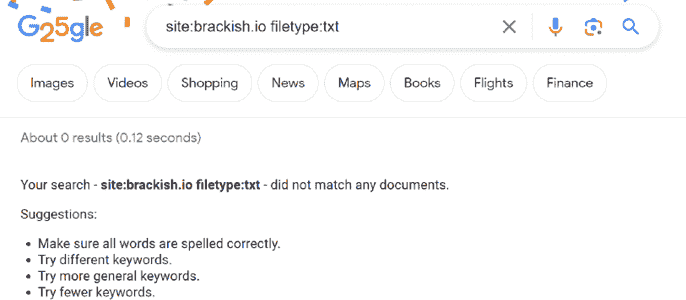 G25gle
site:brackish.io filetype:txt
Images Videos Shopping News Maps Books Flights Finance
About 0 results (0.12 seconds)
Your search - site:brackish.io filetype:txt - did not match any documents.
Suggestions:
• Make sure all words are spelled correctly.
• Try different keywords.
• Try more general keywords.
• Try fewer keywords.